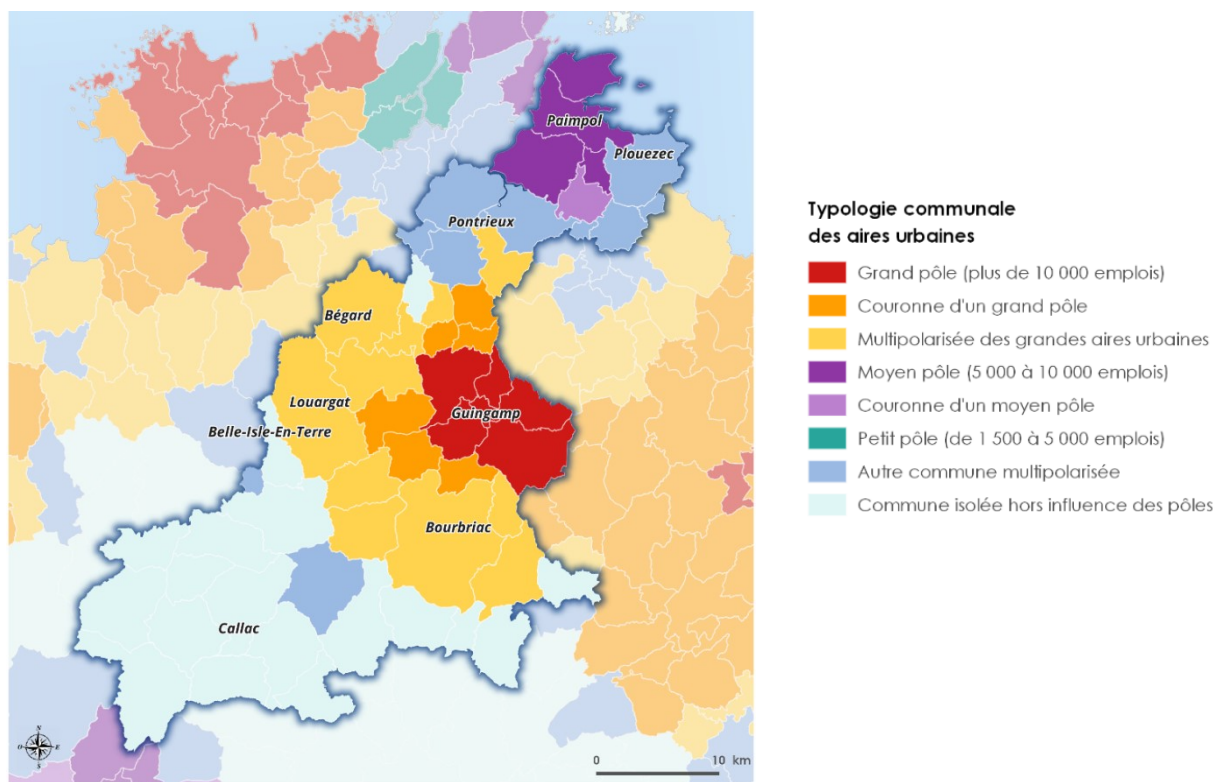 Paimpol
Plouezec
Pontrieux
Bégard
Louargat
Guingamp
Belle-Isle-En-Terre
Bourbriac
Callac
N
O
E
S
0 10 km
Typologie communale
des aires urbaines
Grand pôle (plus de 10 000 emplois)
Couronne d'un grand pôle
Multipolarisée des grandes aires urbaines
Moyen pôle (5 000 à 10 000 emplois)
Couronne d'un moyen pôle
Petit pôle (de 1 500 à 5 000 emplois)
Autre commune multipolarisée
Commune isolée hors influence des pôles